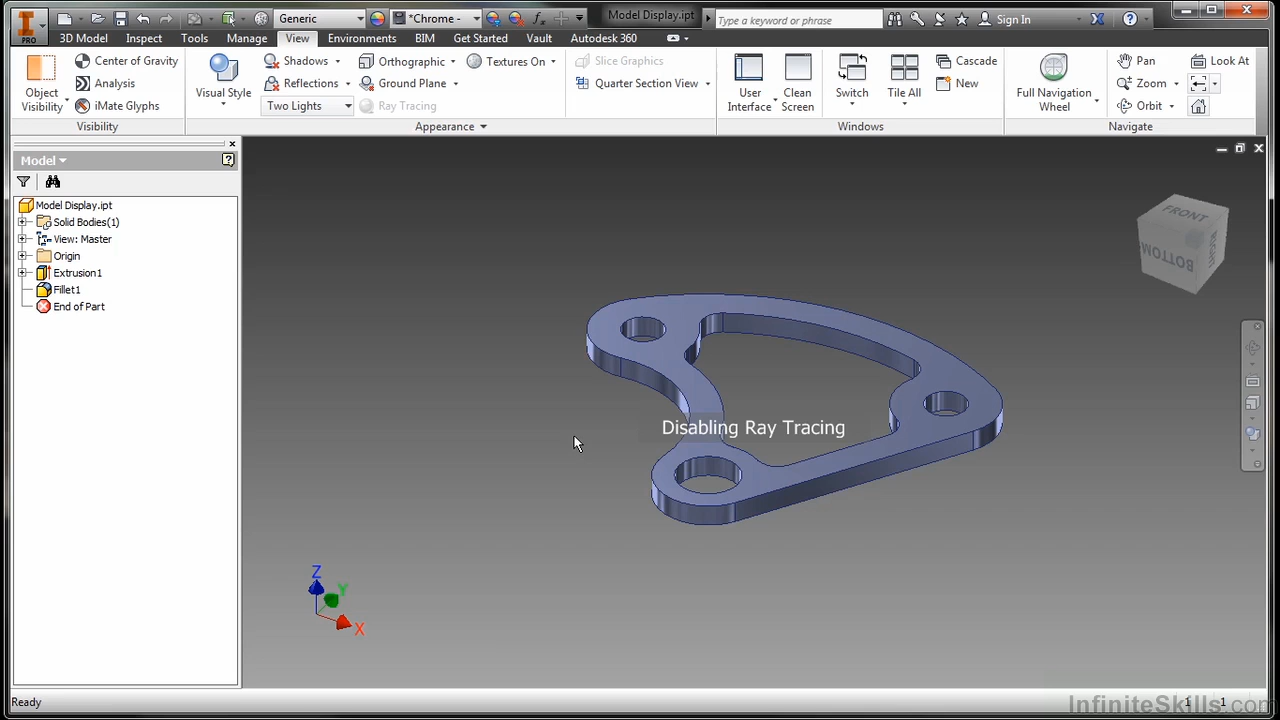 PRO
Generic
*Chrome -
Model Display.ipt
Type a keyword or phrase
Sign In
3D Model
Inspect
Tools
Manage
View
Environments
BIM
Get Started
Vault
Autodesk 360
Object Visibility
Center of Gravity
Analysis
iMate Glyphs
Visibility
Visual Style
Shadows
Reflections
Two Lights
Orthographic
Ground Plane
Ray Tracing
Textures On
Appearance
Slice Graphics
Quarter Section View
User Interface
Clean Screen
Switch
Tile All
Cascade
New
Windows
Full Navigation Wheel
Pan
Zoom
Orbit
Look At
Navigate
Model
Model Display.ipt
Solid Bodies(1)
View: Master
Origin
Extrusion1
Fillet1
End of Part
FRONT
RIGHT
BOTTOM
Disabling Ray Tracing
Z
Y
X
Ready
1
1
InfiniteSkills.com